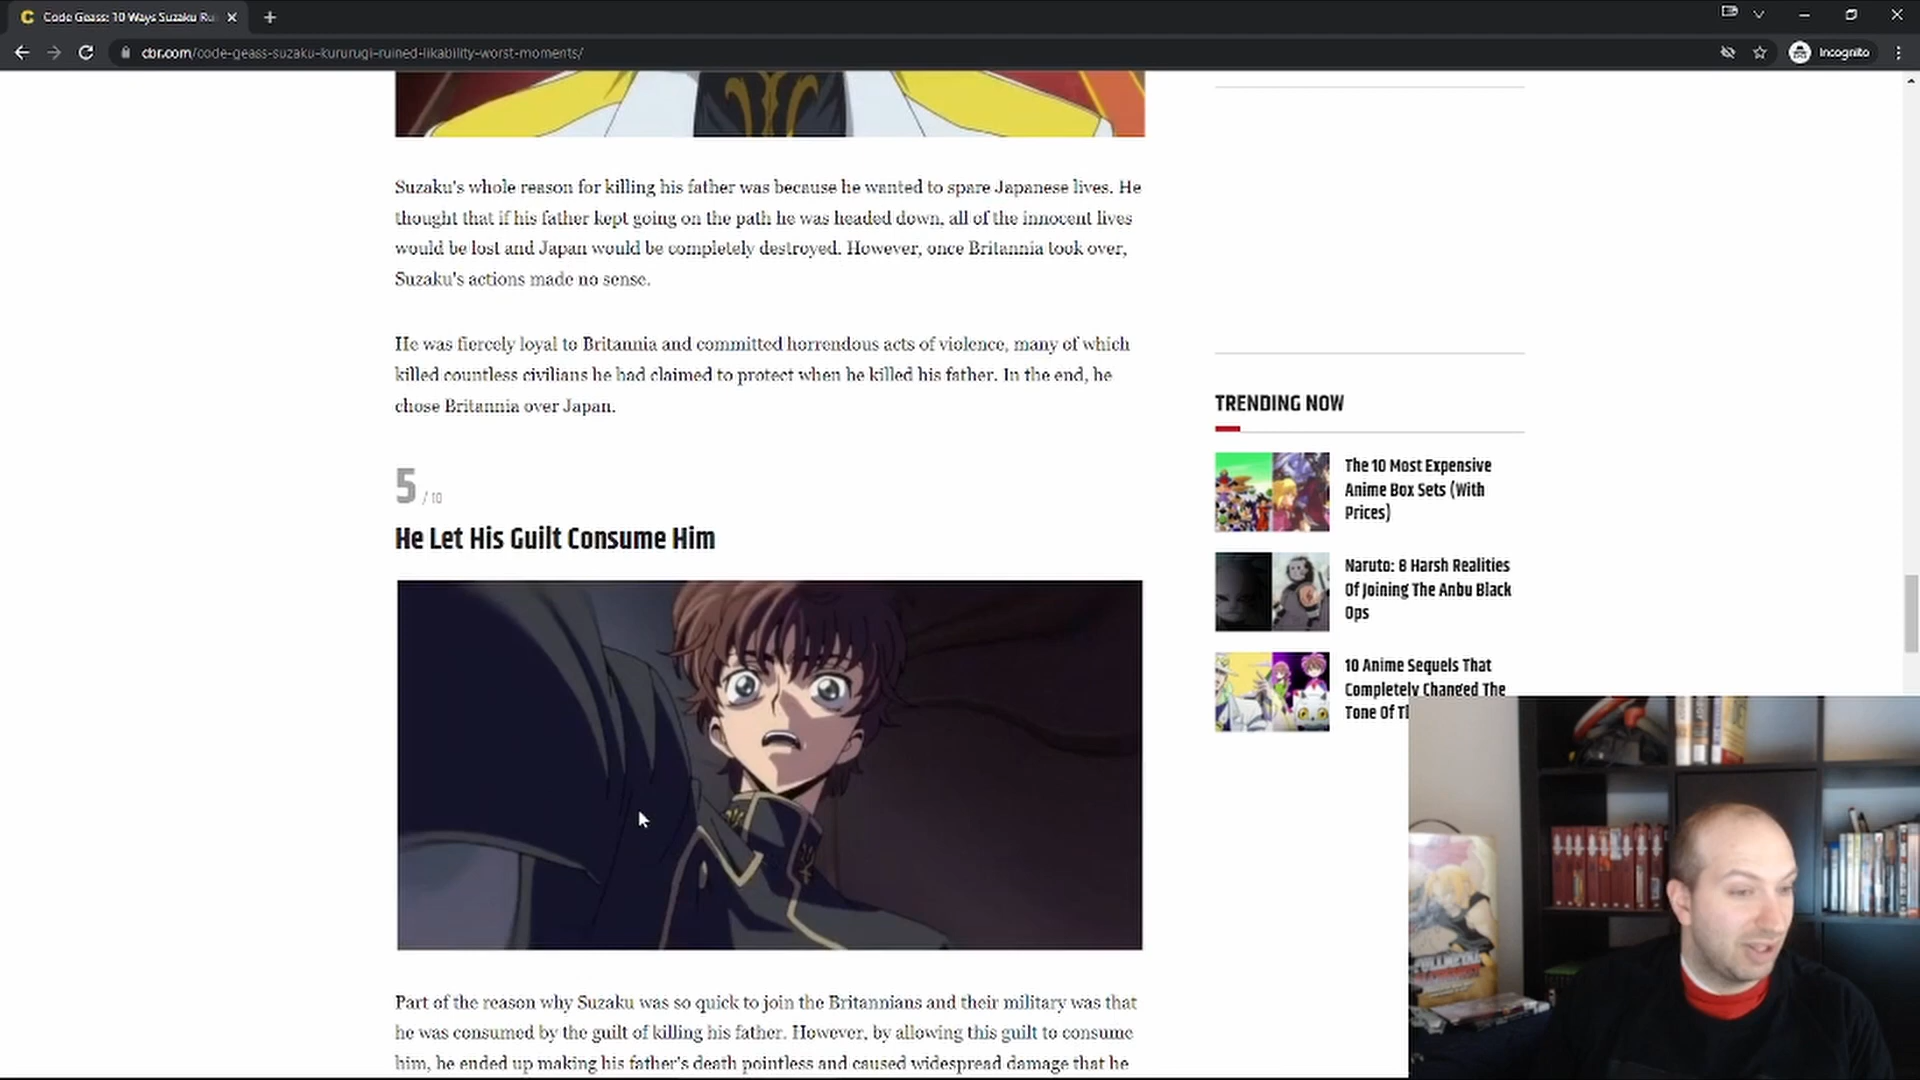 Code Geass: 10 Ways Suzaku Ru
cbr.com/code-geass-suzaku-kururugi-ruined-likability-worst-moments/
Incognito
Suzaku's whole reason for killing his father was because he wanted to spare Japanese lives. He
thought that if his father kept going on the path he was headed down, all of the innocent lives
would be lost and Japan would be completely destroyed. However, once Britannia took over,
Suzaku's actions made no sense.
He was fiercely loyal to Britannia and committed horrendous acts of violence, many of which
killed countless civilians he had claimed to protect when he killed his father. In the end, he
chose Britannia over Japan.
5 / 10
He Let His Guilt Consume Him
Part of the reason why Suzaku was so quick to join the Britannians and their military was that
he was consumed by the guilt of killing his father. However, by allowing this guilt to consume
him, he ended up making his father's death pointless and caused widespread damage that he
TRENDING NOW
The 10 Most Expensive
Anime Box Sets (With
Prices)
Naruto: 8 Harsh Realities
Of Joining The Anbu Black
Ops
10 Anime Sequels That
Completely Changed The
Tone Of
FULLMETAL